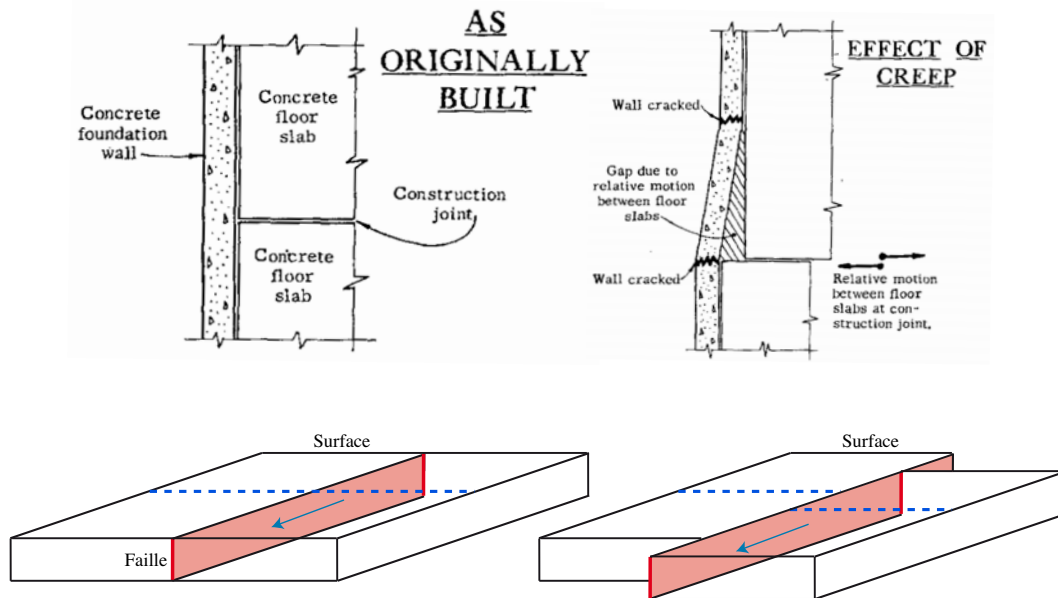 AS
ORIGINALLY
BUILT
Concrete
floor
slab
Concrete
foundation
wall
Construction
joint
Concrete
floor
slab
EFFECT OF
CREEP
Wall cracked
Gap due to
relative motion
between floor
slabs
Wall cracked
Relative motion
between floor
slabs at con-
struction joint.
Surface
Faille
Surface